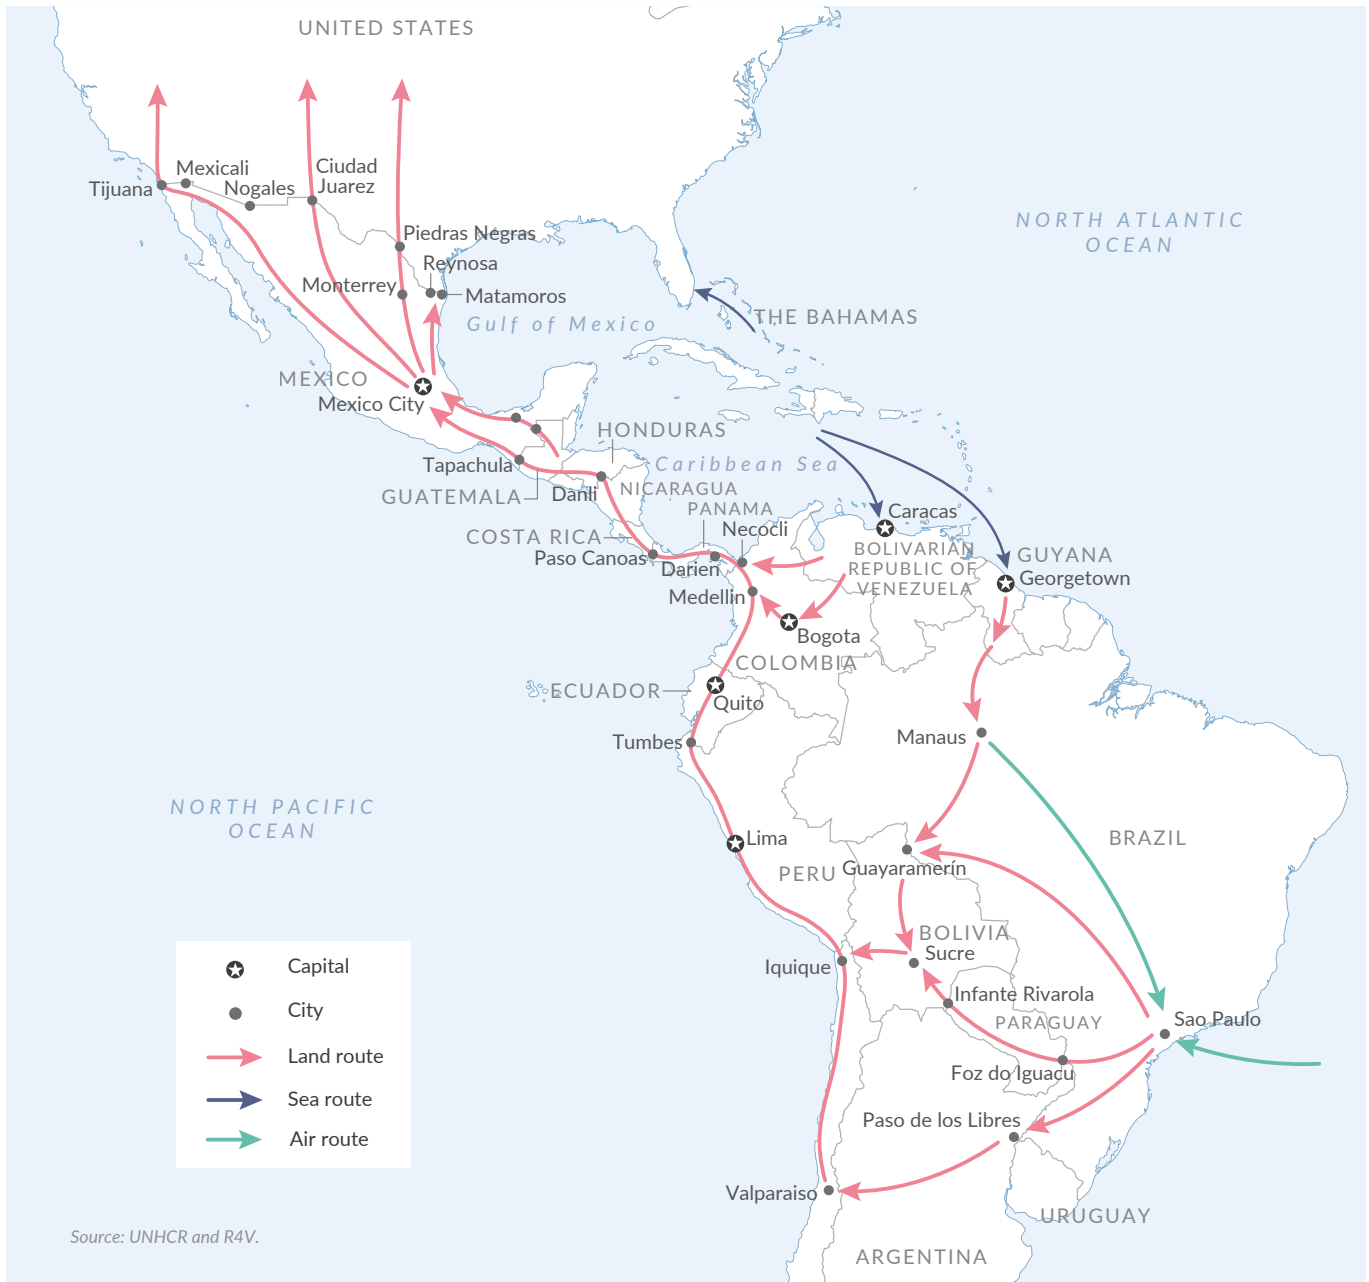 UNITED STATES
Mexicali
Ciudad
Juarez
Tijuana
Nogales
NORTH ATLANTIC
OCEAN
Piedras Negras
Reynosa
Monterrey
Matamoros
THE BAHAMAS
Gulf of Mexico
MEXICO
Mexico City
HONDURAS
Caribbean Sea
Tapachula
GUATEMALA
Danli
NICARAGUA
PANAMA
Caracas
COSTA RICA
Necocli
Paso Canoas
Darien
BOLIVARIAN
REPUBLIC OF
VENEZUELA
GUYANA
Georgetown
Medellin
Bogota
COLOMBIA
ECUADOR
Quito
Tumbes
Manaus
NORTH PACIFIC
OCEAN
Lima
BRAZIL
PERU
Guayaramerín
BOLIVIA
Sucre
Iquique
Infante Rivarola
PARAGUAY
Sao Paulo
Foz do Iguacu
Paso de los Libres
Valparaiso
URUGUAY
ARGENTINA
Capital
City
Land route
Sea route
Air route
Source: UNHCR and R4V.